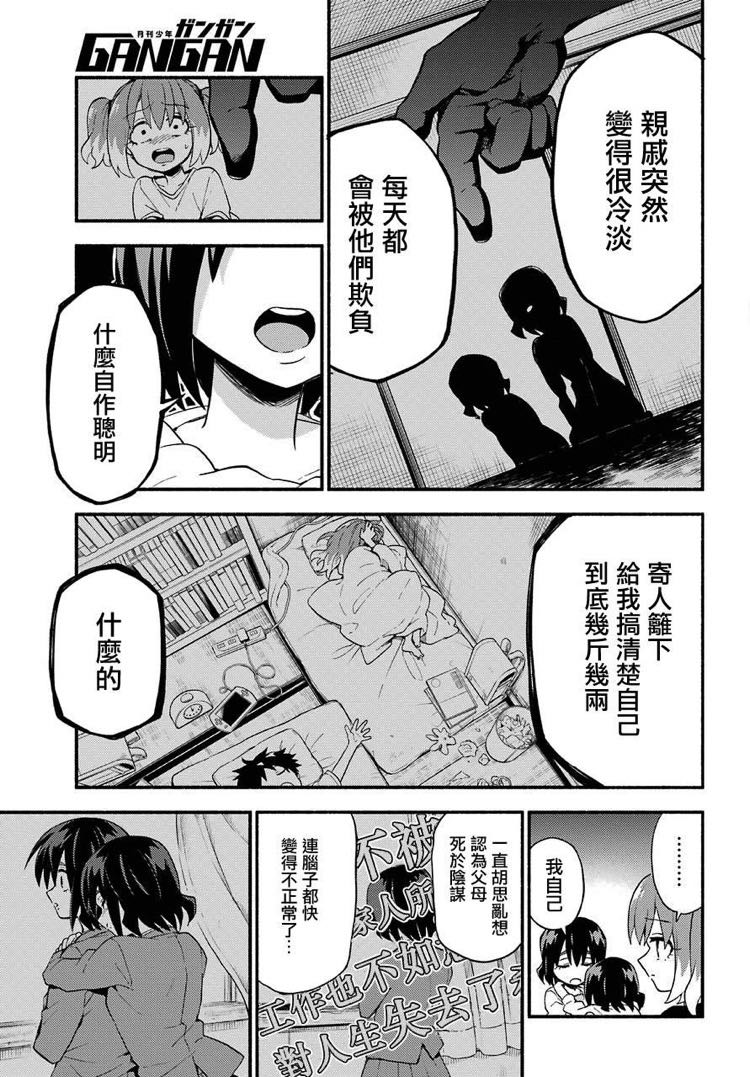 月刊少年
ガンガン
GANGAN
親戚突然
變得很冷淡
每天都
會被他們欺負
什麼自作聰明
寄人籬下
給我搞清楚自己
到底幾斤幾兩
什麼的
………
我自己
一直胡思亂想
認為父母
死於陰謀
不被
家人所
工作也不如意
對人生失去了
連腦子都快
變得不正常了…